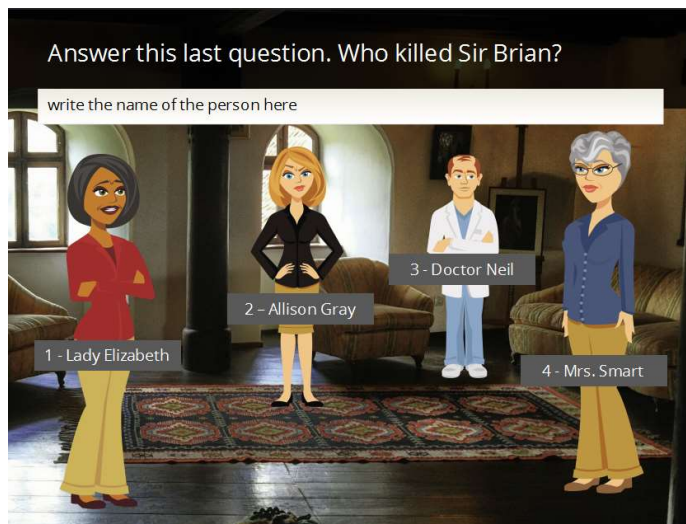 Answer this last question. Who killed Sir Brian?
write the name of the person here
3 - Doctor Neil
2 – Allison Gray
1 - Lady Elizabeth
4 - Mrs. Smart